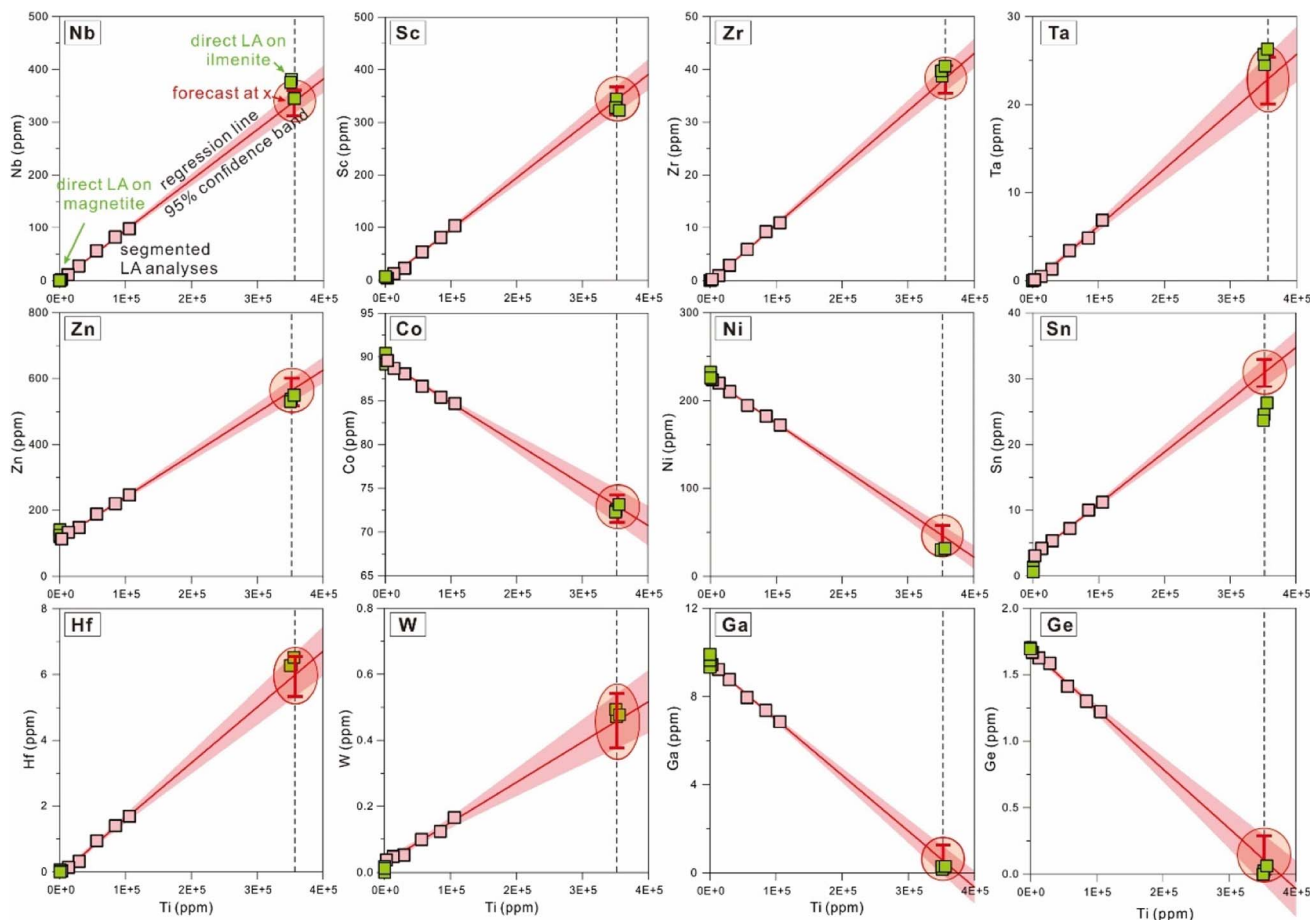 Nb
direct LA on
ilmenite
forecast at x
regression line
95% confidence band
direct LA on
magnetite
segmented
LA analyses
Nb (ppm)
500
400
300
200
100
0
0E+0 1E+5 2E+5 3E+5 4E+5
Sc
Sc (ppm)
500
400
300
200
100
0
0E+0 1E+5 2E+5 3E+5 4E+5
Zr
Zr (ppm)
50
40
30
20
10
0
0E+0 1E+5 2E+5 3E+5 4E+5
Ta
Ta (ppm)
30
20
10
0
0E+0 1E+5 2E+5 3E+5 4E+5
Zn
Zn (ppm)
800
600
400
200
0
0E+0 1E+5 2E+5 3E+5 4E+5
Co
Co (ppm)
95
90
85
80
75
70
65
0E+0 1E+5 2E+5 3E+5 4E+5
Ni
Ni (ppm)
300
200
100
0
0E+0 1E+5 2E+5 3E+5 4E+5
Sn
Sn (ppm)
40
30
20
10
0
0E+0 1E+5 2E+5 3E+5 4E+5
Hf
Hf (ppm)
8
6
4
2
0
0E+0 1E+5 2E+5 3E+5 4E+5
Ti (ppm)
W
W (ppm)
0.8
0.6
0.4
0.2
0.0
0E+0 1E+5 2E+5 3E+5 4E+5
Ti (ppm)
Ga
Ga (ppm)
12
8
4
0
0E+0 1E+5 2E+5 3E+5 4E+5
Ti (ppm)
Ge
Ge (ppm)
2.0
1.5
1.0
0.5
0.0
0E+0 1E+5 2E+5 3E+5 4E+5
Ti (ppm)